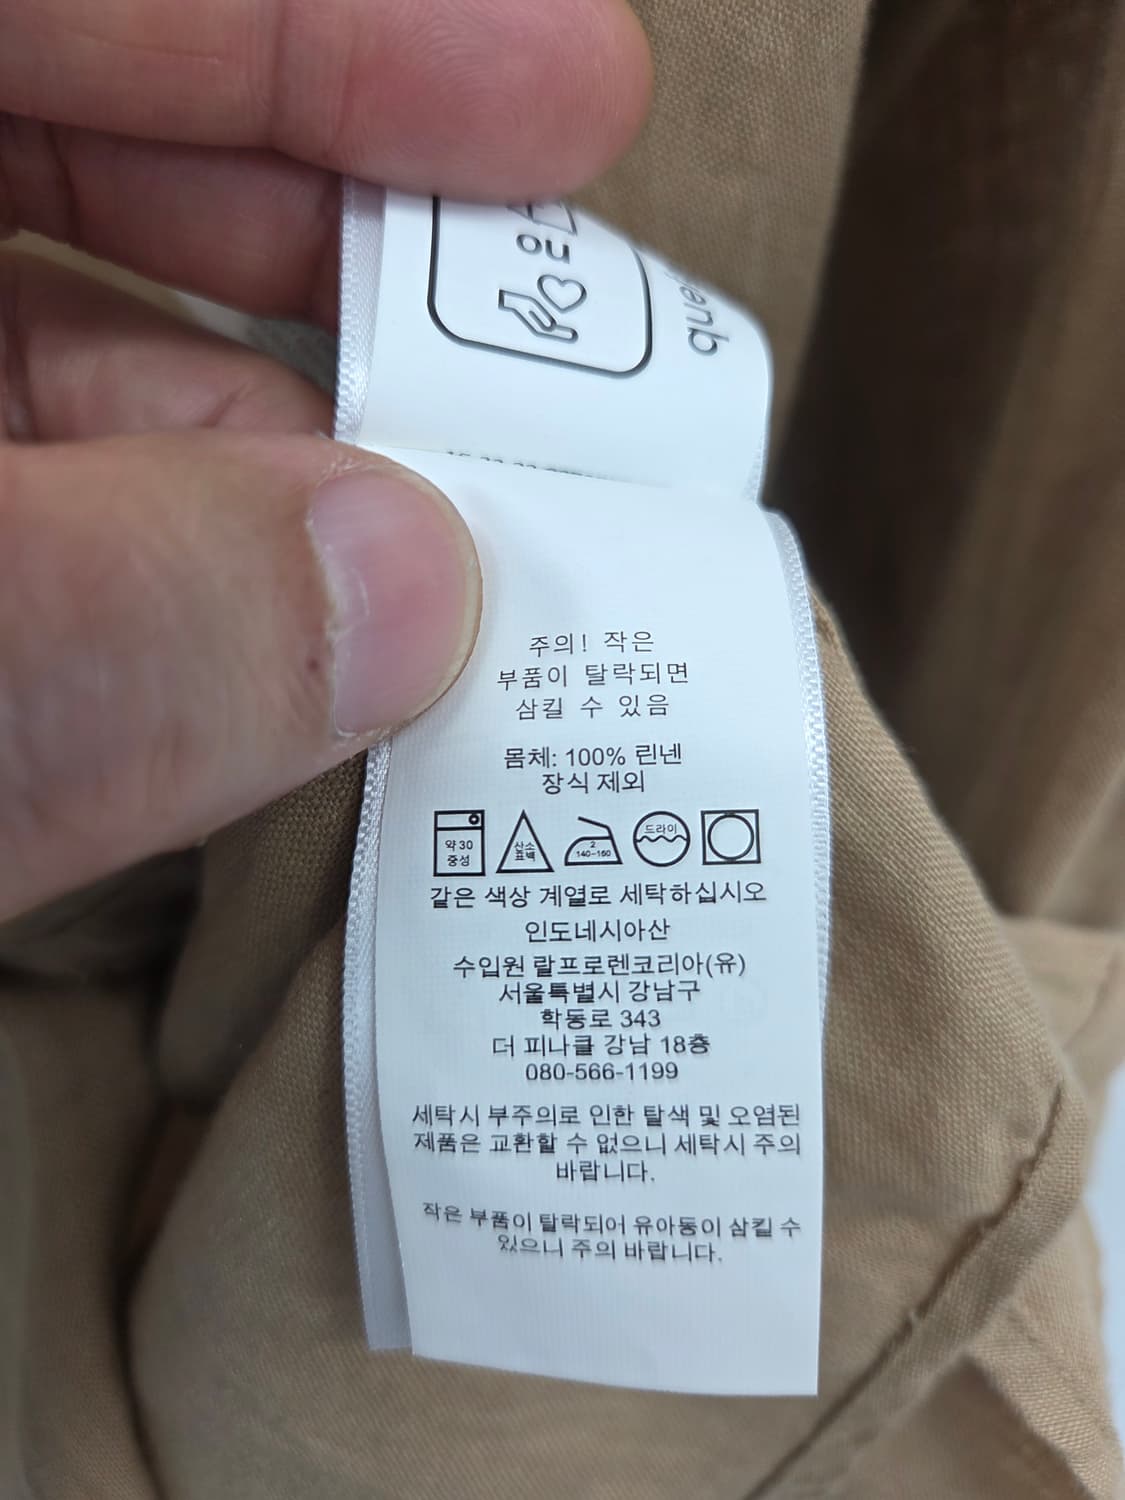 ou
que
주의! 작은
부품이 탈락되면
삼킬 수 있음
몸체: 100% 린넨
장식 제외
약 30
중성
산소
표백
2
140~160
드라이
같은 색상 계열로 세탁하십시오
인도네시아산
수입원 랄프로렌코리아(유)
서울특별시 강남구
학동로 343
더 피나클 강남 18층
080-566-1199
세탁시 부주의로 인한 탈색 및 오염된
제품은 교환할 수 없으니 세탁시 주의
바랍니다.
작은 부품이 탈락되어 유아동이 삼킬 수
있으니 주의 바랍니다.